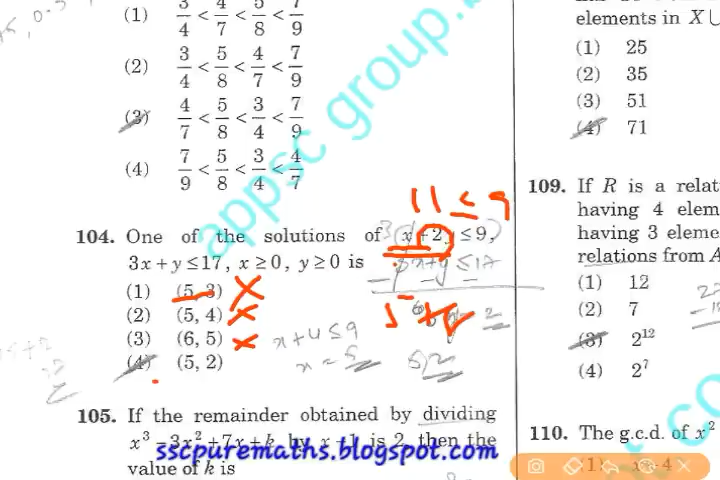 (1) 3/4 < 4/7 < 5/8 < 7/9
(2) 3/4 < 5/8 < 4/7 < 7/9
(3) 4/7 < 5/8 < 3/4 < 7/9
(4) 7/9 < 5/8 < 3/4 < 4/7
11 ≤ 9
104. One of the solutions of x + 2y ≤ 9,
3x + y ≤ 17, x ≥ 0, y ≥ 0 is
(1) (5, 3)
(2) (5, 4)
(3) (6, 5)
(4) (5, 2)
x + 4 ≤ 9
x = 5
105. If the remainder obtained by dividing
x³ − 3x² + 7x + k by x + 1 is 2, then the
value of k is
elements in X ∪
(1) 25
(2) 35
(3) 51
(4) 71
109. If R is a relat
having 4 elem
having 3 eleme
relations from A
(1) 12
(2) 7
(3) 2¹²
(4) 2⁷
110. The g.c.d. of x²
appsc group.
sscpuremaths.blogspot.com